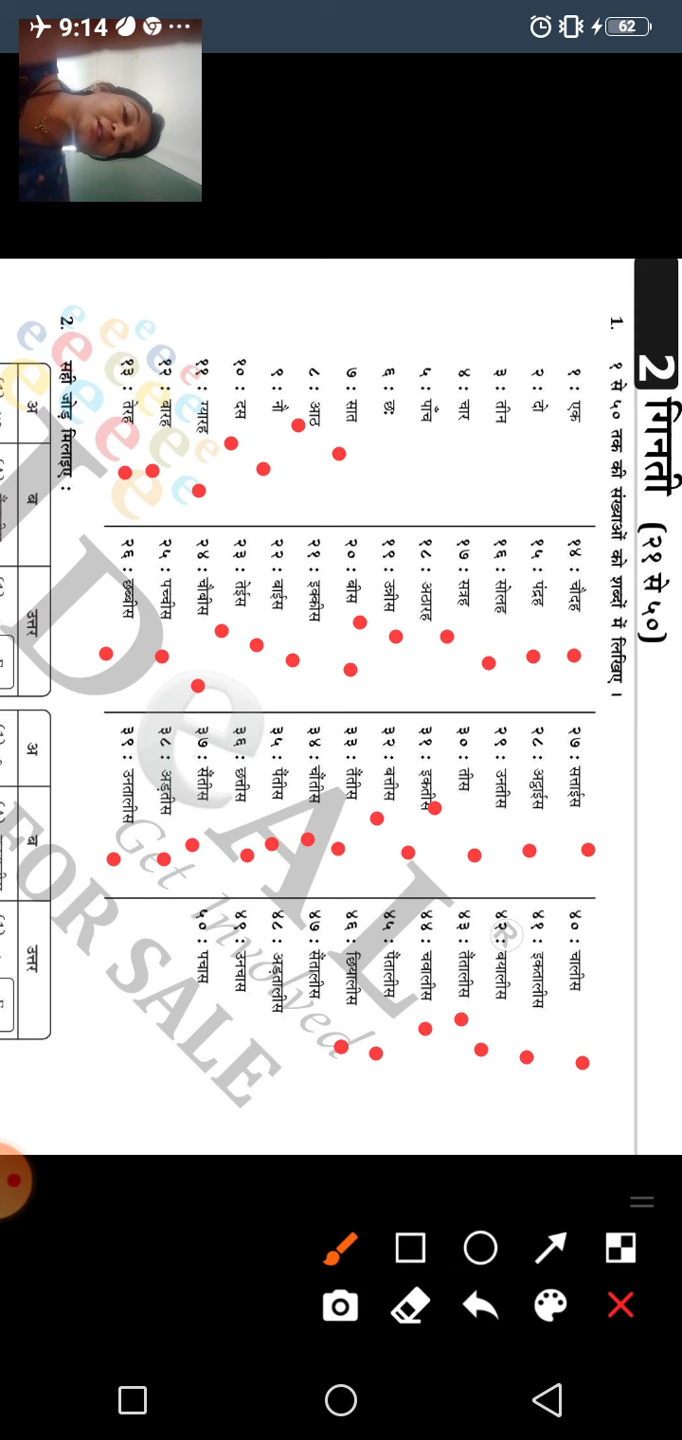 9:14
62
2 गिनती (२१ से ५०)
1. १ से ५० तक की संख्याओं को शब्दों में लिखिए ।
१ : एक
२ : दो
३ : तीन
४ : चार
५ : पाँच
६ : छः
७ : सात
८ : आठ
९ : नौ
१० : दस
११ : ग्यारह
१२ : बारह
१३ : तेरह
१४ : चौदह
१५ : पंद्रह
१६ : सोलह
१७ : सत्रह
१८ : अठारह
१९ : उन्नीस
२० : बीस
२१ : इक्कीस
२२ : बाईस
२३ : तेईस
२४ : चौबीस
२५ : पच्चीस
२६ : छब्बीस
२७ : सत्ताईस
२८ : अट्ठाईस
२९ : उनतीस
३० : तीस
३१ : इकतीस
३२ : बत्तीस
३३ : तैंतीस
३४ : चौंतीस
३५ : पैंतीस
३६ : छत्तीस
३७ : सैंतीस
३८ : अड़तीस
३९ : उनतालीस
४० : चालीस
४१ : इकतालीस
४२ : बयालीस
४३ : तैंतालीस
४४ : चवालीस
४५ : पैंतालीस
४६ : छियालीस
४७ : सैंतालीस
४८ : अड़तालीस
४९ : उनचास
५० : पचास
2. सही जोड़ मिलाइए :
अ ब उत्तर अ ब उत्तर
IDeAL ®
Get Involved
FOR SALE